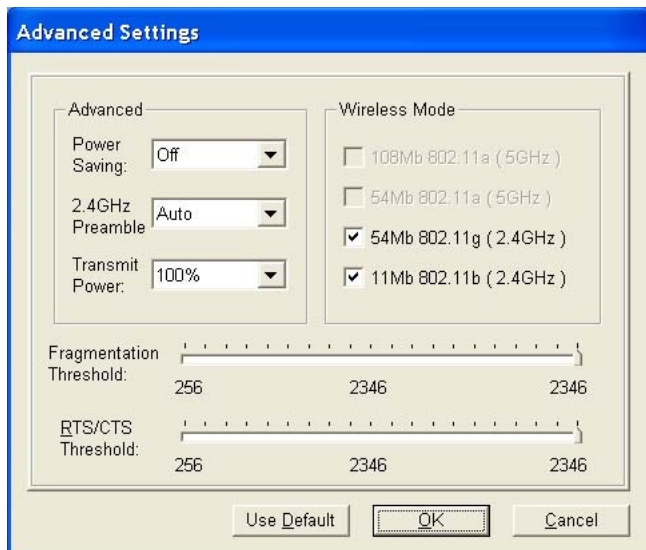 Advanced Settings
Advanced
Power
Saving:
Off
2.4GHz
Preamble
Auto
Transmit
Power:
100%
Wireless Mode
108Mb 802.11a ( 5GHz )
54Mb 802.11a ( 5GHz )
54Mb 802.11g ( 2.4GHz )
11Mb 802.11b ( 2.4GHz )
Fragmentation
Threshold:
256 2346 2346
RTS/CTS
Threshold:
256 2346 2346
Use Default OK Cancel